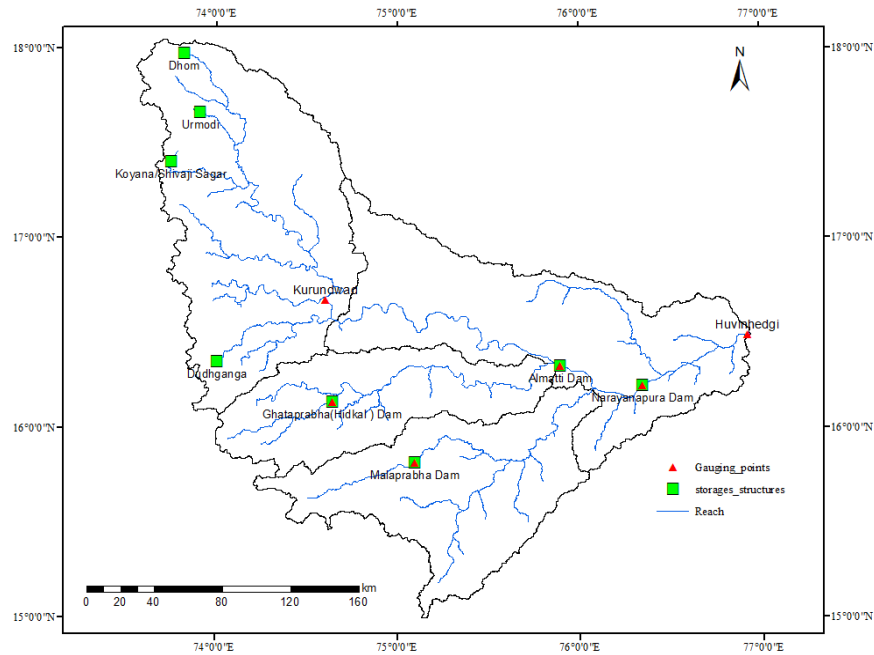 74°0'0"E 75°0'0"E 76°0'0"E 77°0'0"E
18°0'0"N 18°0'0"N
N
Dhom
Urmodi
Koyana/Shivaji Sagar
17°0'0"N 17°0'0"N
Kurundwad
Huvinhedgi
Dudhganga
Almatti Dam
Narayanapura Dam
Ghataprabha(Hidkal ) Dam
16°0'0"N 16°0'0"N
Malaprabha Dam
Gauging_points
storages_structures
Reach
km
0 20 40 80 120 160
15°0'0"N 15°0'0"N
74°0'0"E 75°0'0"E 76°0'0"E 77°0'0"E